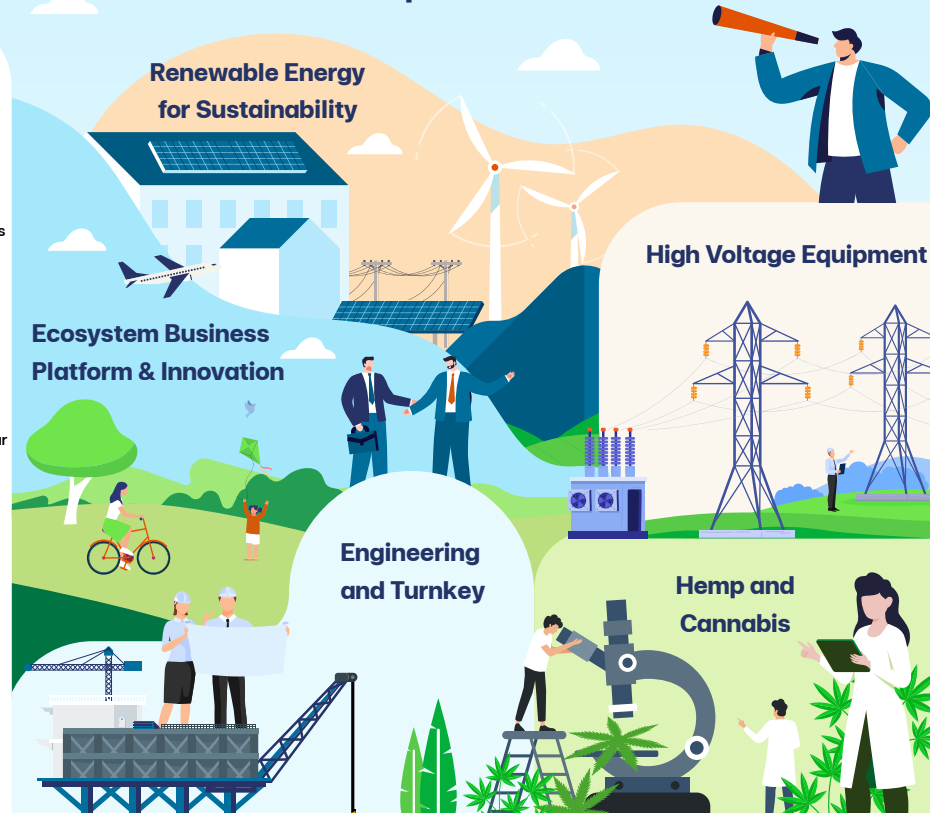 Renewable Energy
for Sustainability
High Voltage Equipment
Ecosystem Business
Platform & Innovation
Engineering
and Turnkey
Hemp and
Cannabis